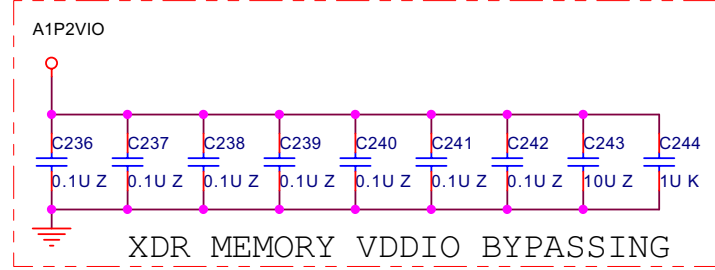 A1P2VIO
C236 C237 C238 C239 C240 C241 C242 C243 C244
0.1U Z 0.1U Z 0.1U Z 0.1U Z 0.1U Z 0.1U Z 0.1U Z 10U Z 1U K
XDR MEMORY VDDIO BYPASSING